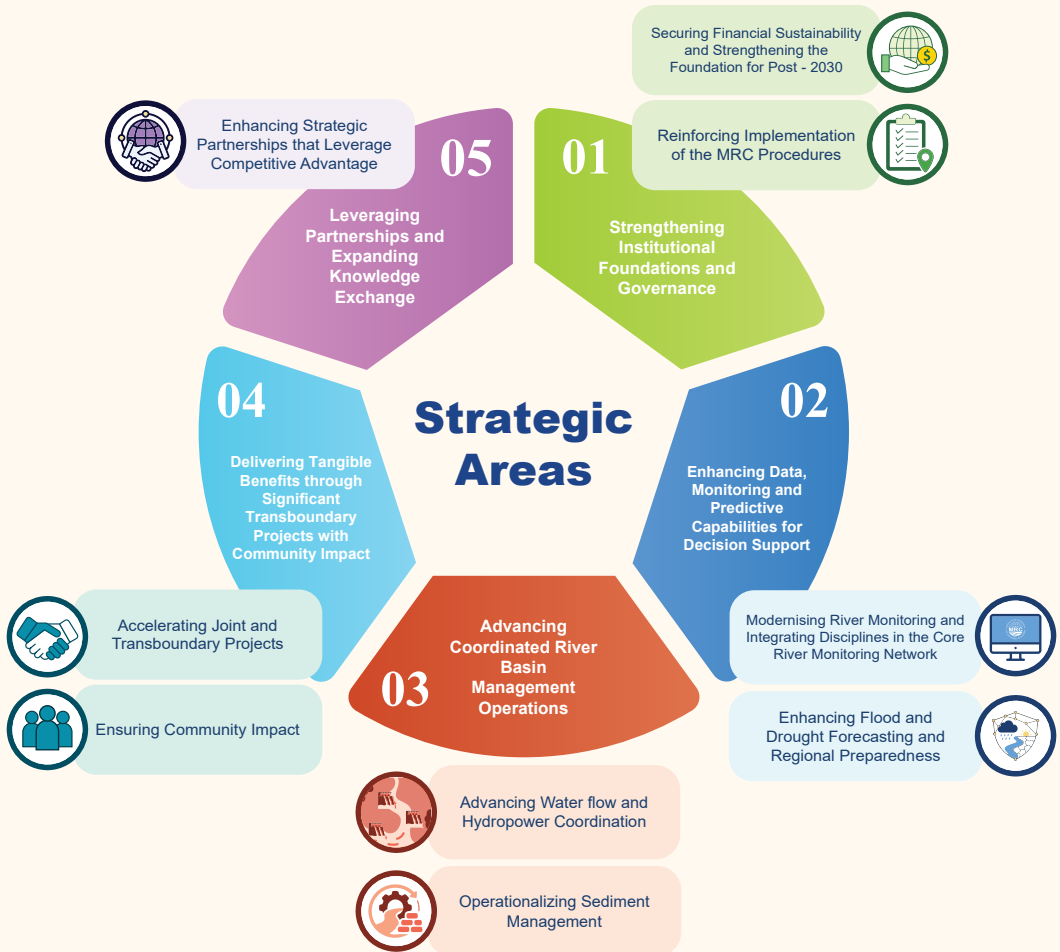 Strategic
Areas
01
Strengthening
Institutional
Foundations and
Governance
Securing Financial Sustainability
and Strengthening the
Foundation for Post - 2030
Reinforcing Implementation
of the MRC Procedures
02
Enhancing Data,
Monitoring and
Predictive
Capabilities for
Decision Support
Modernising River Monitoring and
Integrating Disciplines in the Core
River Monitoring Network
MRC
Enhancing Flood and
Drought Forecasting and
Regional Preparedness
03
Advancing
Coordinated River
Basin
Management
Operations
Advancing Water flow and
Hydropower Coordination
Operationalizing Sediment
Management
04
Delivering Tangible
Benefits through
Significant
Transboundary
Projects with
Community Impact
Accelerating Joint and
Transboundary Projects
Ensuring Community Impact
05
Leveraging
Partnerships and
Expanding
Knowledge
Exchange
Enhancing Strategic
Partnerships that Leverage
Competitive Advantage
$